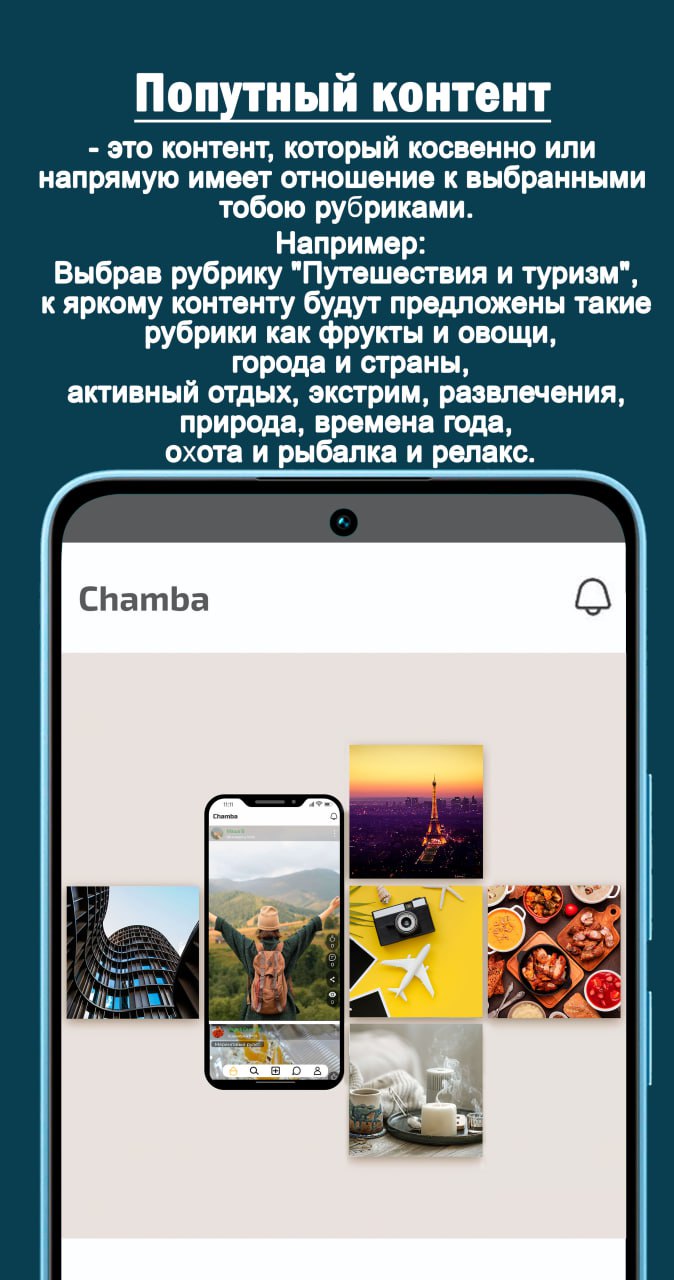 Попутный контент
- это контент, который косвенно или
напрямую имеет отношение к выбранными
тобою рубриками.
Например:
Выбрав рубрику "Путешествия и туризм",
к яркому контенту будут предложены такие
рубрики как фрукты и овощи,
города и страны,
активный отдых, экстрим, развлечения,
природа, времена года,
охота и рыбалка и релакс.
Chamba
11:11
Chamba